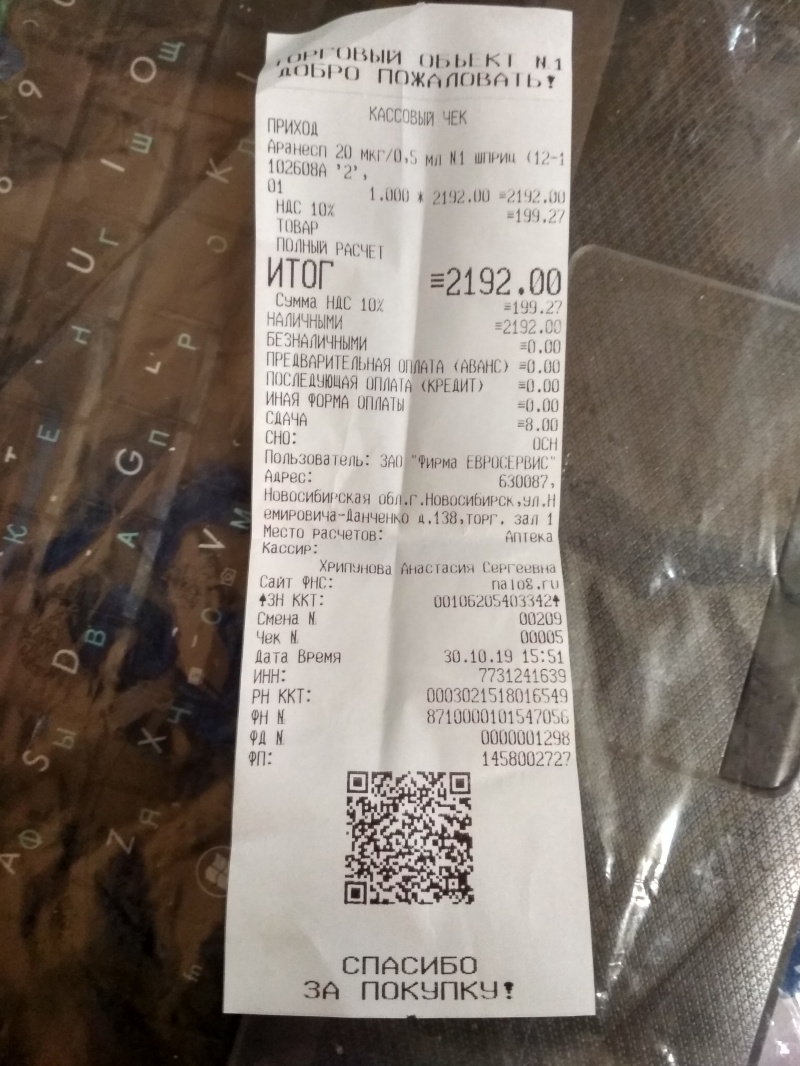 ТОРГОВЫЙ ОБЪЕКТ N.1
ДОБРО ПОЖАЛОВАТЬ!
КАССОВЫЙ ЧЕК
ПРИХОД
Аранесп 20 мкг/0,5 мл N1 шприц (12-1
102608А '2',
01 1.000 * 2192.00 =2192.00
НДС 10% =199.27
ТОВАР
ПОЛНЫЙ РАСЧЕТ
ИТОГ =2192.00
Сумма НДС 10% =199.27
НАЛИЧНЫМИ =2192.00
БЕЗНАЛИЧНЫМИ =0.00
ПРЕДВАРИТЕЛЬНАЯ ОПЛАТА (АВАНС) =0.00
ПОСЛЕДУЮЩАЯ ОПЛАТА (КРЕДИТ) =0.00
ИНАЯ ФОРМА ОПЛАТЫ =0.00
СДАЧА =8.00
СНО: ОСН
Пользователь: ЗАО "Фирма ЕВРОСЕРВИС"
Адрес: 630087,
Новосибирская обл.г.Новосибирск,ул.Н
емировича-Данченко д.138,торг. зал 1
Место расчетов: Аптека
Кассир:
Хрипунова Анастасия Сергеевна
Сайт ФНС: nalog.ru
↑ЗН ККТ: 00106205403342↑
Смена N 00209
Чек N 00005
Дата Время 30.10.19 15:51
ИНН: 7731241639
РН ККТ: 0003021518016549
ФН N 8710000101547056
ФД N 0000001298
ФП: 1458002727
СПАСИБО
ЗА ПОКУПКУ!